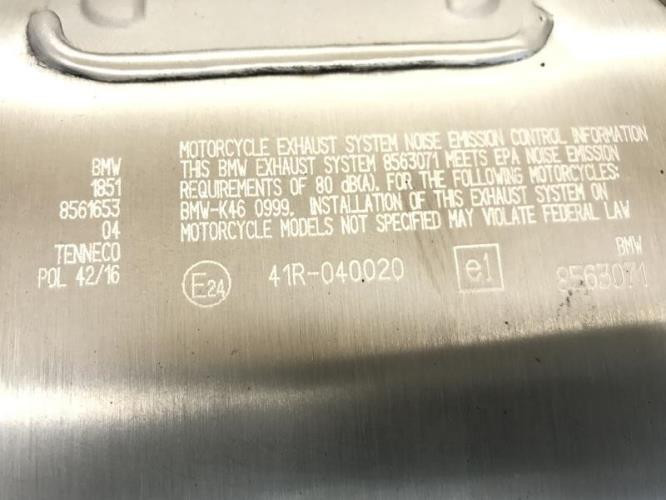 BMW
1851
8561653
04
TENNECO
POL 42/16
MOTORCYCLE EXHAUST SYSTEM NOISE EMISSION CONTROL INFORMATION
THIS BMW EXHAUST SYSTEM 8563071 MEETS EPA NOISE EMISSION
REQUIREMENTS OF 80 dB(A). FOR THE FOLLOWING MOTORCYCLES:
BMW-K46 0999. INSTALLATION OF THIS EXHAUST SYSTEM ON
MOTORCYCLE MODELS NOT SPECIFIED MAY VIOLATE FEDERAL LAW
E24 41R-040020 e1
BMW
8563071